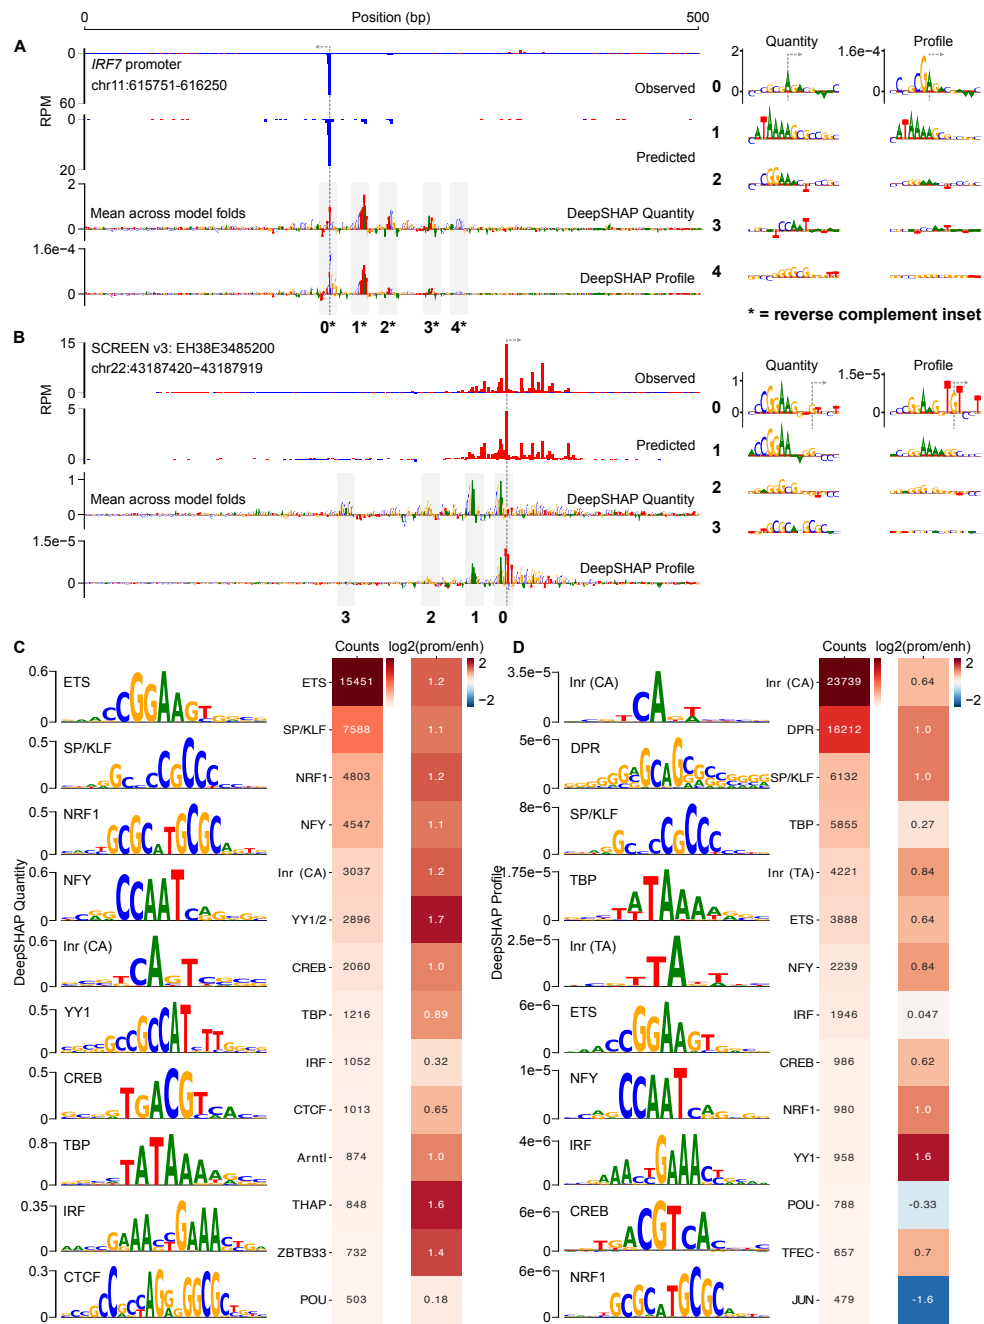 0
Position (bp)
500
A
IRF7 promoter
chr11:615751-616250
Observed
0
60
RPM
0
20
Predicted
2
0
Mean across model folds
DeepSHAP Quantity
1.6e−4
0
DeepSHAP Profile
0*
1*
2*
3*
4*
Quantity
Profile
2
0
1.6e−4
0
0
1
2
3
4
* = reverse complement inset
B
SCREEN v3: EH38E3485200
chr22:43187420−43187919
15
0
RPM
Observed
5
0
Predicted
1
0
Mean across model folds
DeepSHAP Quantity
1.5e−5
0
DeepSHAP Profile
3
2
1
0
Quantity
Profile
1
0
1.5e−5
0
0
1
2
3
C
DeepSHAP Quantity
0.6
0
ETS
0.5
0
SP/KLF
0.5
0
NRF1
0.6
0
NFY
0.6
0
Inr (CA)
0.5
0
YY1
0.5
0
CREB
0.8
0
TBP
0.35
0
IRF
0.3
0
CTCF
Counts
log2(prom/enh)
2
−2
ETS 15451 1.2
SP/KLF 7588 1.1
NRF1 4803 1.2
NFY 4547 1.1
Inr (CA) 3037 1.2
YY1/2 2896 1.7
CREB 2060 1.0
TBP 1216 0.89
IRF 1052 0.32
CTCF 1013 0.65
Arntl 874 1.0
THAP 848 1.6
ZBTB33 732 1.4
POU 503 0.18
D
DeepSHAP Profile
3.5e−5
0
Inr (CA)
5e−6
0
DPR
8e−6
0
SP/KLF
1.75e−5
0
TBP
2.5e−5
0
Inr (TA)
6e−6
0
ETS
1e−5
0
NFY
4e−6
0
IRF
6e−6
0
CREB
6e−6
0
NRF1
Counts
log2(prom/enh)
2
−2
Inr (CA) 23739 0.64
DPR 16212 1.0
SP/KLF 6132 1.0
TBP 5855 0.27
Inr (TA) 4221 0.84
ETS 3888 0.64
NFY 2239 0.84
IRF 1946 0.047
CREB 986 0.62
NRF1 980 1.0
YY1 958 1.6
POU 788 -0.33
TFEC 657 0.7
JUN 479 -1.6